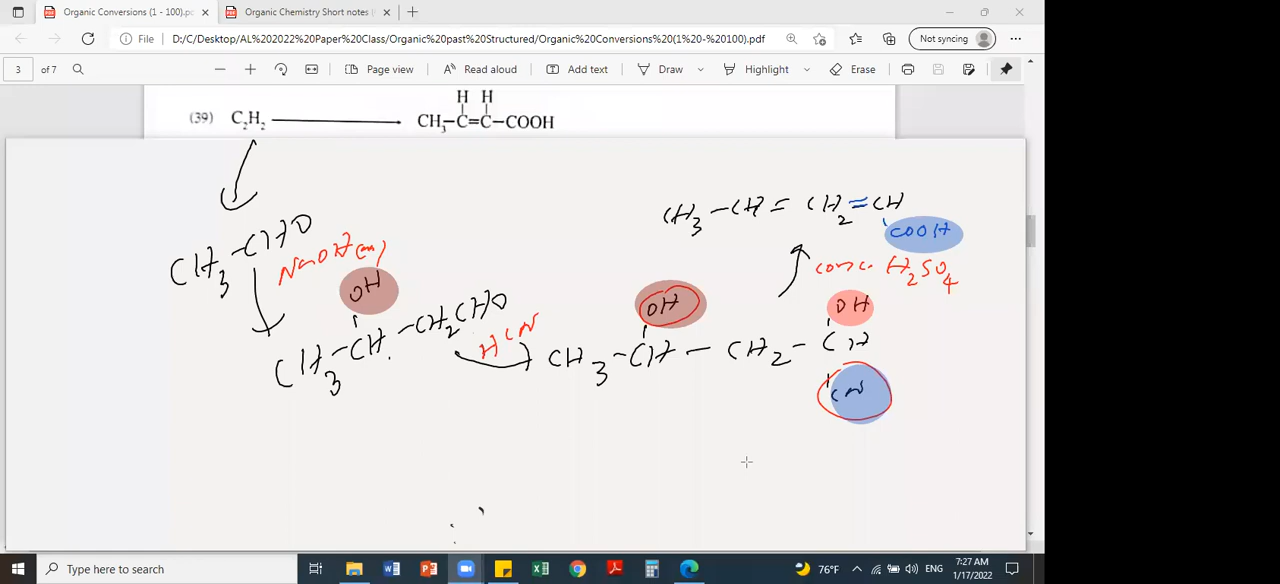 Organic Conversions (1 - 100).pc
Organic Chemistry Short notes (
File
D:/C/Desktop/AL%202022%20Paper%20Class/Organic%20past%20Structured/Organic%20Conversions%20(1%20-%20100).pdf
Not syncing
3 of 7
Page view
Read aloud
Add text
Draw
Highlight
Erase
H H
(39) C₂H₂ CH₃-C=C-COOH
CH₃-CH= CH₂=CH
COOH
CH₃-CHO
NaOH
conc. H₂SO₄
OH
OH
OH
CH₃-CH-CH₂CHO
HCN
CH₃-CH-CH₂-CH
CN
Type here to search
76°F
ENG
7:27 AM
1/17/2022